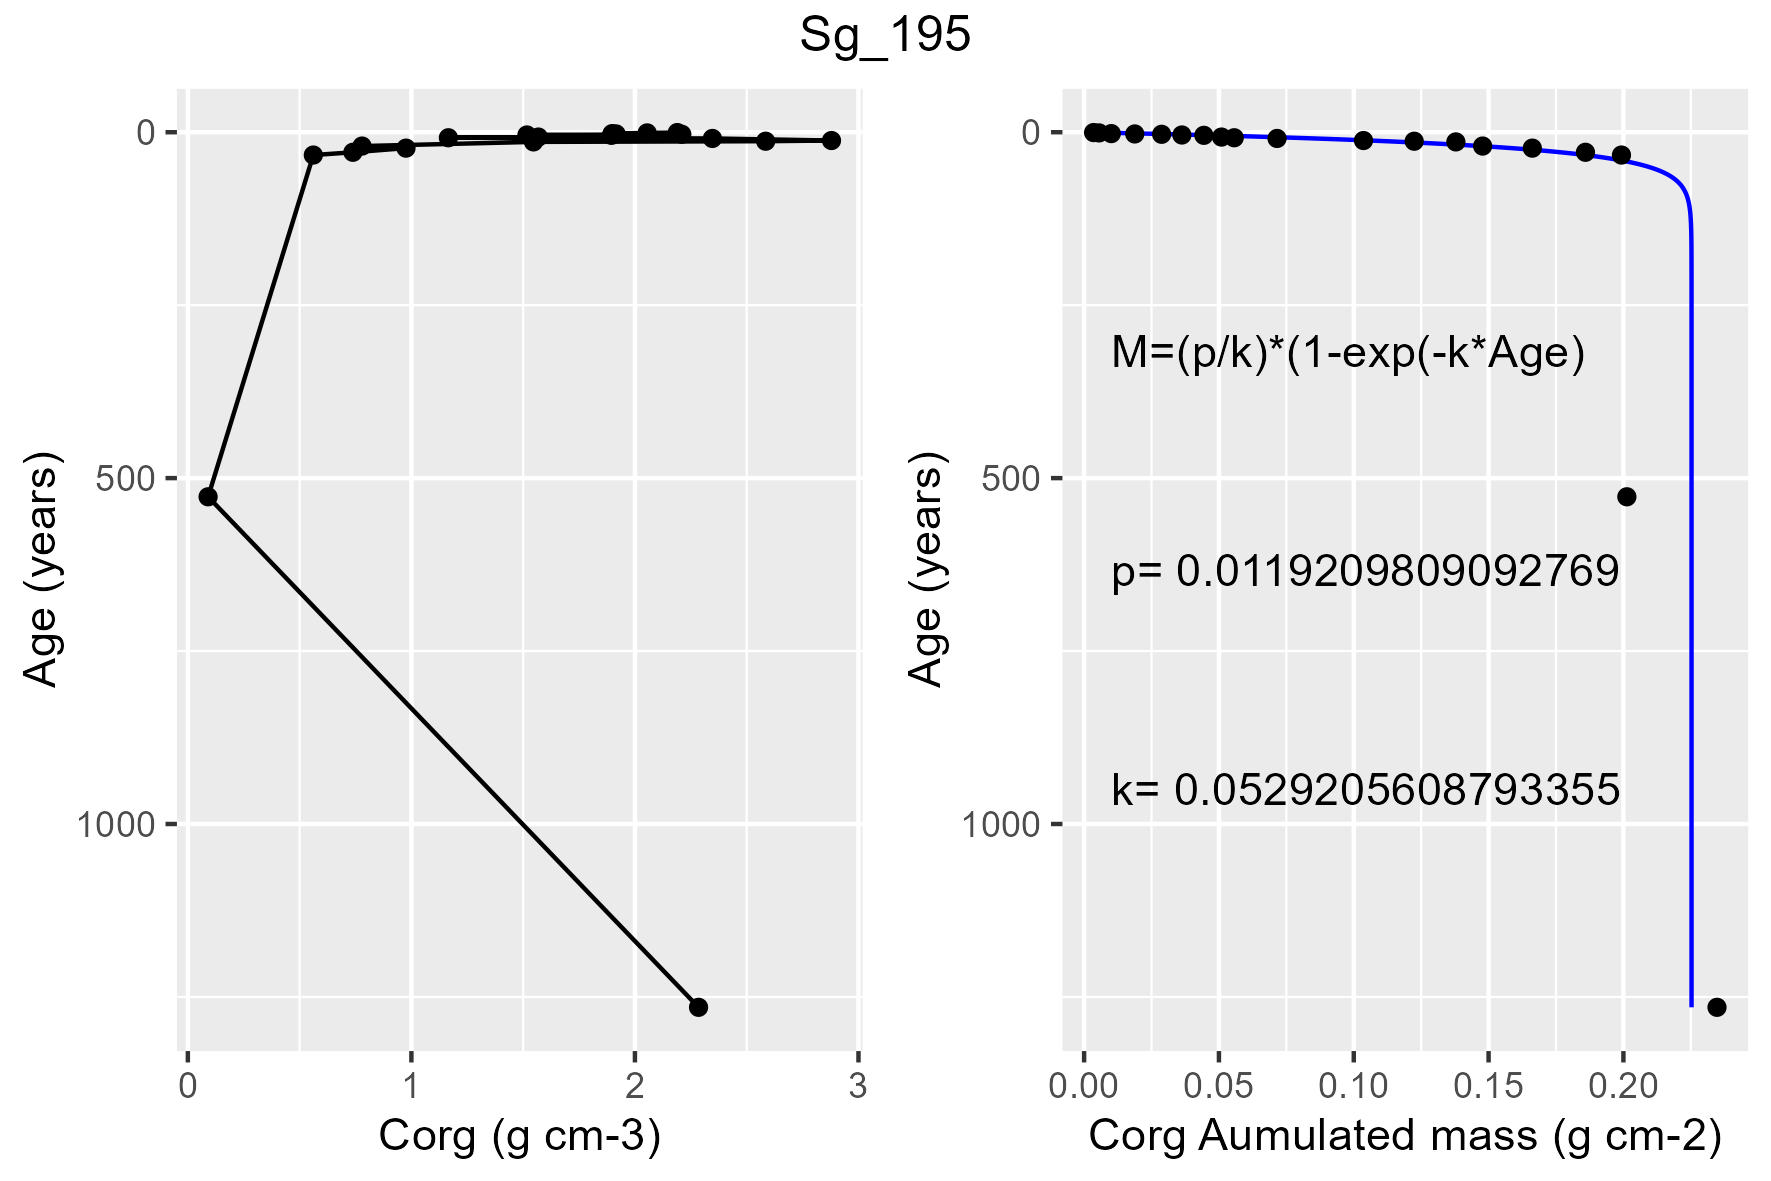 Sg_195
0
500
1000
Age (years)
0
1
2
3
Corg (g cm-3)
0
500
1000
Age (years)
M=(p/k)*(1-exp(-k*Age)
p= 0.0119209809092769
k= 0.0529205608793355
0.00
0.05
0.10
0.15
0.20
Corg Aumulated mass (g cm-2)